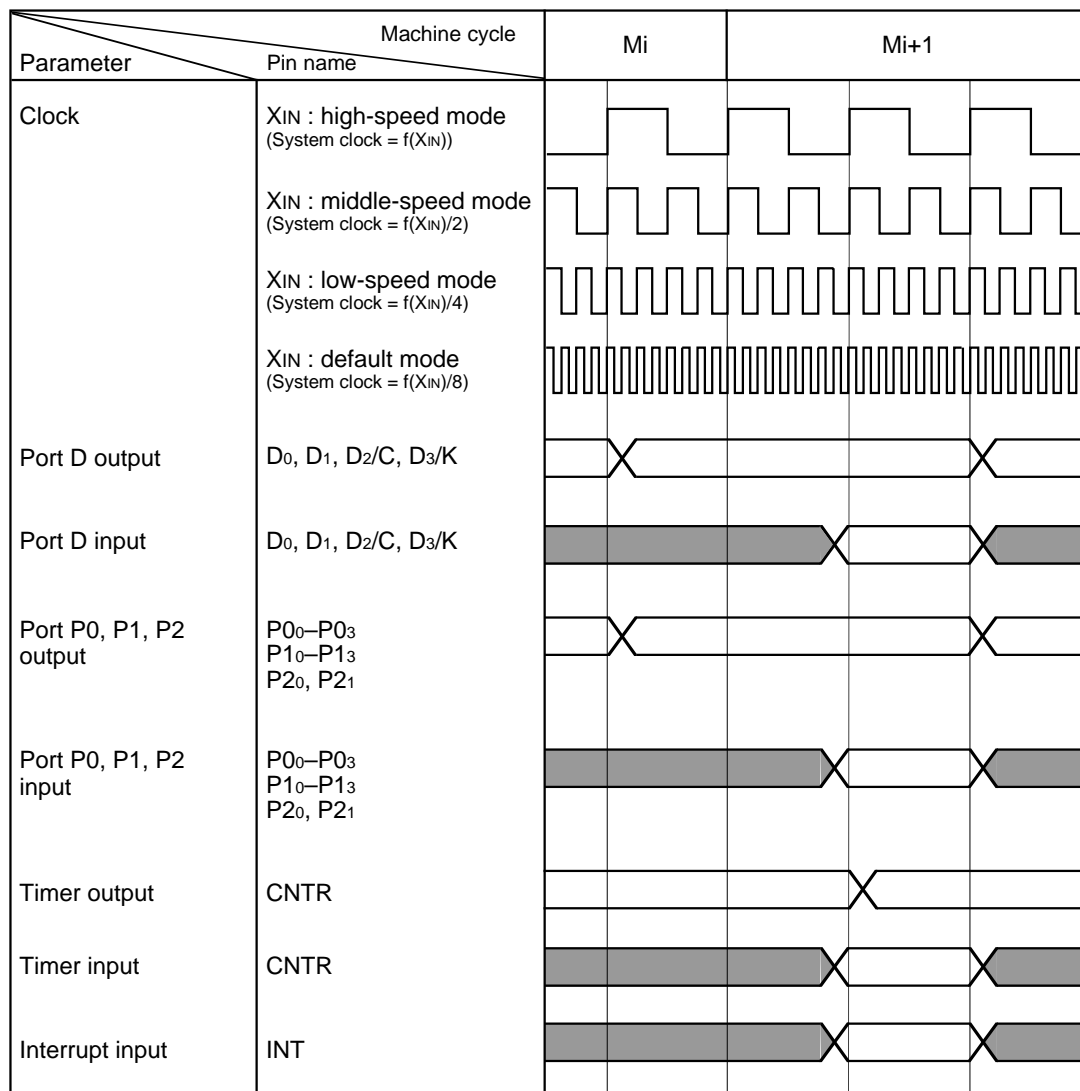 Machine cycle
Parameter
Pin name
Mi
Mi+1
Clock
XIN : high-speed mode
(System clock = f(XIN))
XIN : middle-speed mode
(System clock = f(XIN)/2)
XIN : low-speed mode
(System clock = f(XIN)/4)
XIN : default mode
(System clock = f(XIN)/8)
Port D output
D0, D1, D2/C, D3/K
Port D input
D0, D1, D2/C, D3/K
Port P0, P1, P2
output
P00–P03
P10–P13
P20, P21
Port P0, P1, P2
input
P00–P03
P10–P13
P20, P21
Timer output
CNTR
Timer input
CNTR
Interrupt input
INT